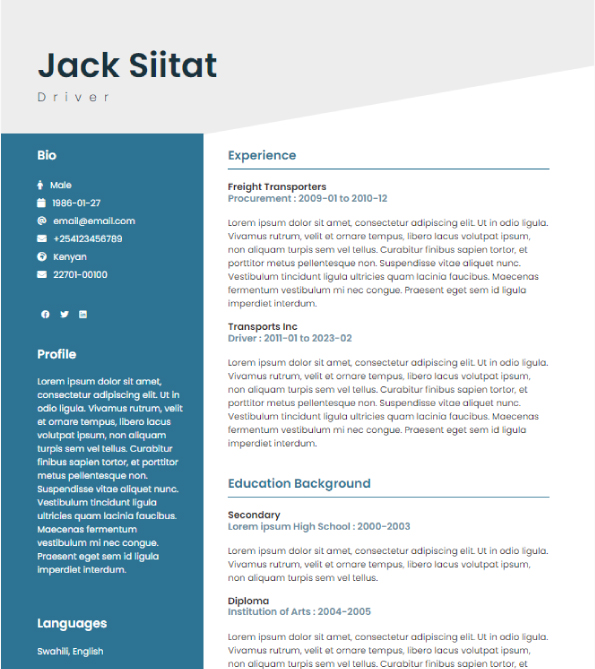 Jack Siitat
Driver
Bio
Male
1986-01-27
email@email.com
+254123456789
Kenyan
22701-00100
Profile
Lorem ipsum dolor sit amet,
consectetur adipiscing elit. Ut in
odio ligula. Vivamus rutrum, velit
et ornare tempus, libero lacus
volutpat ipsum, non aliquam
turpis sem vel tellus. Curabitur
finibus sapien tortor, et porttitor
metus pellentesque non.
Suspendisse vitae aliquet nunc.
Vestibulum tincidunt ligula
ultricies quam lacinia faucibus.
Maecenas fermentum
vestibulum mi nec congue.
Praesent eget sem id ligula
imperdiet interdum.
Languages
Swahili, English
Experience
Freight Transporters
Procurement : 2009-01 to 2010-12
Lorem ipsum dolor sit amet, consectetur adipiscing elit. Ut in odio ligula.
Vivamus rutrum, velit et ornare tempus, libero lacus volutpat ipsum,
non aliquam turpis sem vel tellus. Curabitur finibus sapien tortor, et
porttitor metus pellentesque non. Suspendisse vitae aliquet nunc.
Vestibulum tincidunt ligula ultricies quam lacinia faucibus. Maecenas
fermentum vestibulum mi nec congue. Praesent eget sem id ligula
imperdiet interdum.
Transports Inc
Driver : 2011-01 to 2023-02
Lorem ipsum dolor sit amet, consectetur adipiscing elit. Ut in odio ligula.
Vivamus rutrum, velit et ornare tempus, libero lacus volutpat ipsum,
non aliquam turpis sem vel tellus. Curabitur finibus sapien tortor, et
porttitor metus pellentesque non. Suspendisse vitae aliquet nunc.
Vestibulum tincidunt ligula ultricies quam lacinia faucibus. Maecenas
fermentum vestibulum mi nec congue. Praesent eget sem id ligula
imperdiet interdum.
Education Background
Secondary
Lorem ipsum High School : 2000-2003
Lorem ipsum dolor sit amet, consectetur adipiscing elit. Ut in odio ligula.
Vivamus rutrum, velit et ornare tempus, libero lacus volutpat ipsum,
non aliquam turpis sem vel tellus.
Diploma
Institution of Arts : 2004-2005
Lorem ipsum dolor sit amet, consectetur adipiscing elit. Ut in odio ligula.
Vivamus rutrum, velit et ornare tempus, libero lacus volutpat ipsum,
non aliquam turpis sem vel tellus. Curabitur finibus sapien tortor, et